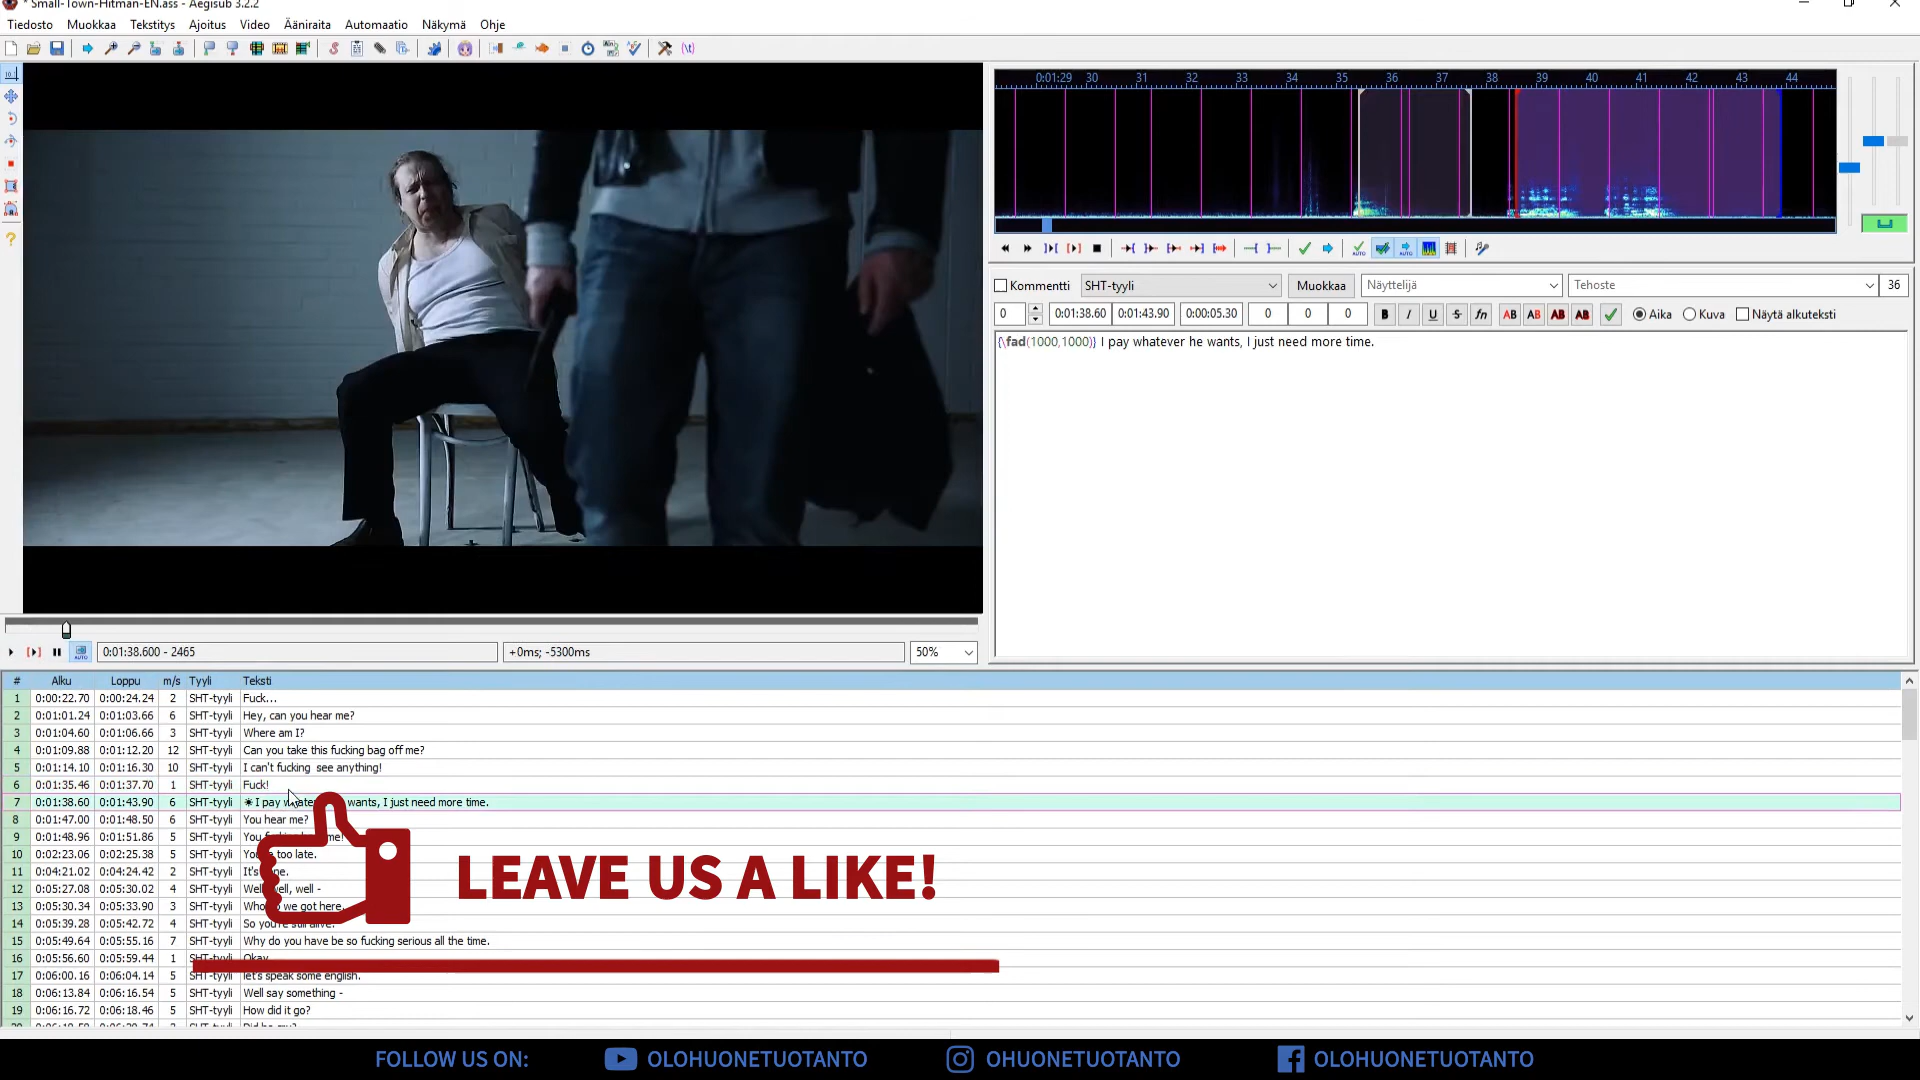 * Small-Town-Hitman-EN.ass - Aegisub 3.2.2
Tiedosto Muokkaa Tekstitys Ajoitus Video Ääniraita Automaatio Näkymä Ohje
0:01:29 30 31 32 33 34 35 36 37 38 39 40 41 42 43 44
Kommentti SHT-tyyli Muokkaa Näyttelijä Tehoste 36
0 0:01:38.60 0:01:43.90 0:00:05.30 0 0 0 B I U S fn AB AB AB AB Aika Kuva Näytä alkuteksti
{\fad(1000,1000)} I pay whatever he wants, I just need more time.
0:01:38.600 - 2465 +0ms; -5300ms 50%
# Alku Loppu m/s Tyyli Teksti
1 0:00:22.70 0:00:24.24 2 SHT-tyyli Fuck...
2 0:01:01.24 0:01:03.66 6 SHT-tyyli Hey, can you hear me?
3 0:01:04.60 0:01:06.66 3 SHT-tyyli Where am I?
4 0:01:09.88 0:01:12.20 12 SHT-tyyli Can you take this fucking bag off me?
5 0:01:14.10 0:01:16.30 10 SHT-tyyli I can't fucking see anything!
6 0:01:35.46 0:01:37.70 1 SHT-tyyli Fuck!
7 0:01:38.60 0:01:43.90 6 SHT-tyyli ☀I pay wants, I just need more time.
8 0:01:47.00 0:01:48.50 6 SHT-tyyli You hear me?
9 0:01:48.96 0:01:51.86 5 SHT-tyyli
10 0:02:23.06 0:02:25.38 5 SHT-tyyli too late.
11 0:04:21.02 0:04:24.42 2 SHT-tyyli
12 0:05:27.08 0:05:30.02 4 SHT-tyyli well -
13 0:05:30.34 0:05:33.90 3 SHT-tyyli we got here.
14 0:05:39.28 0:05:42.72 4 SHT-tyyli So you're still alive.
15 0:05:49.64 0:05:55.16 7 SHT-tyyli Why do you have be so fucking serious all the time.
16 0:05:56.60 0:05:59.44 1 SHT-tyyli Okay
17 0:06:00.16 0:06:04.14 5 SHT-tyyli let's speak some english.
18 0:06:13.84 0:06:16.54 5 SHT-tyyli Well say something -
19 0:06:16.72 0:06:18.46 5 SHT-tyyli How did it go?
LEAVE US A LIKE!
FOLLOW US ON: OLOHUONETUOTANTO OHUONETUOTANTO OLOHUONETUOTANTO